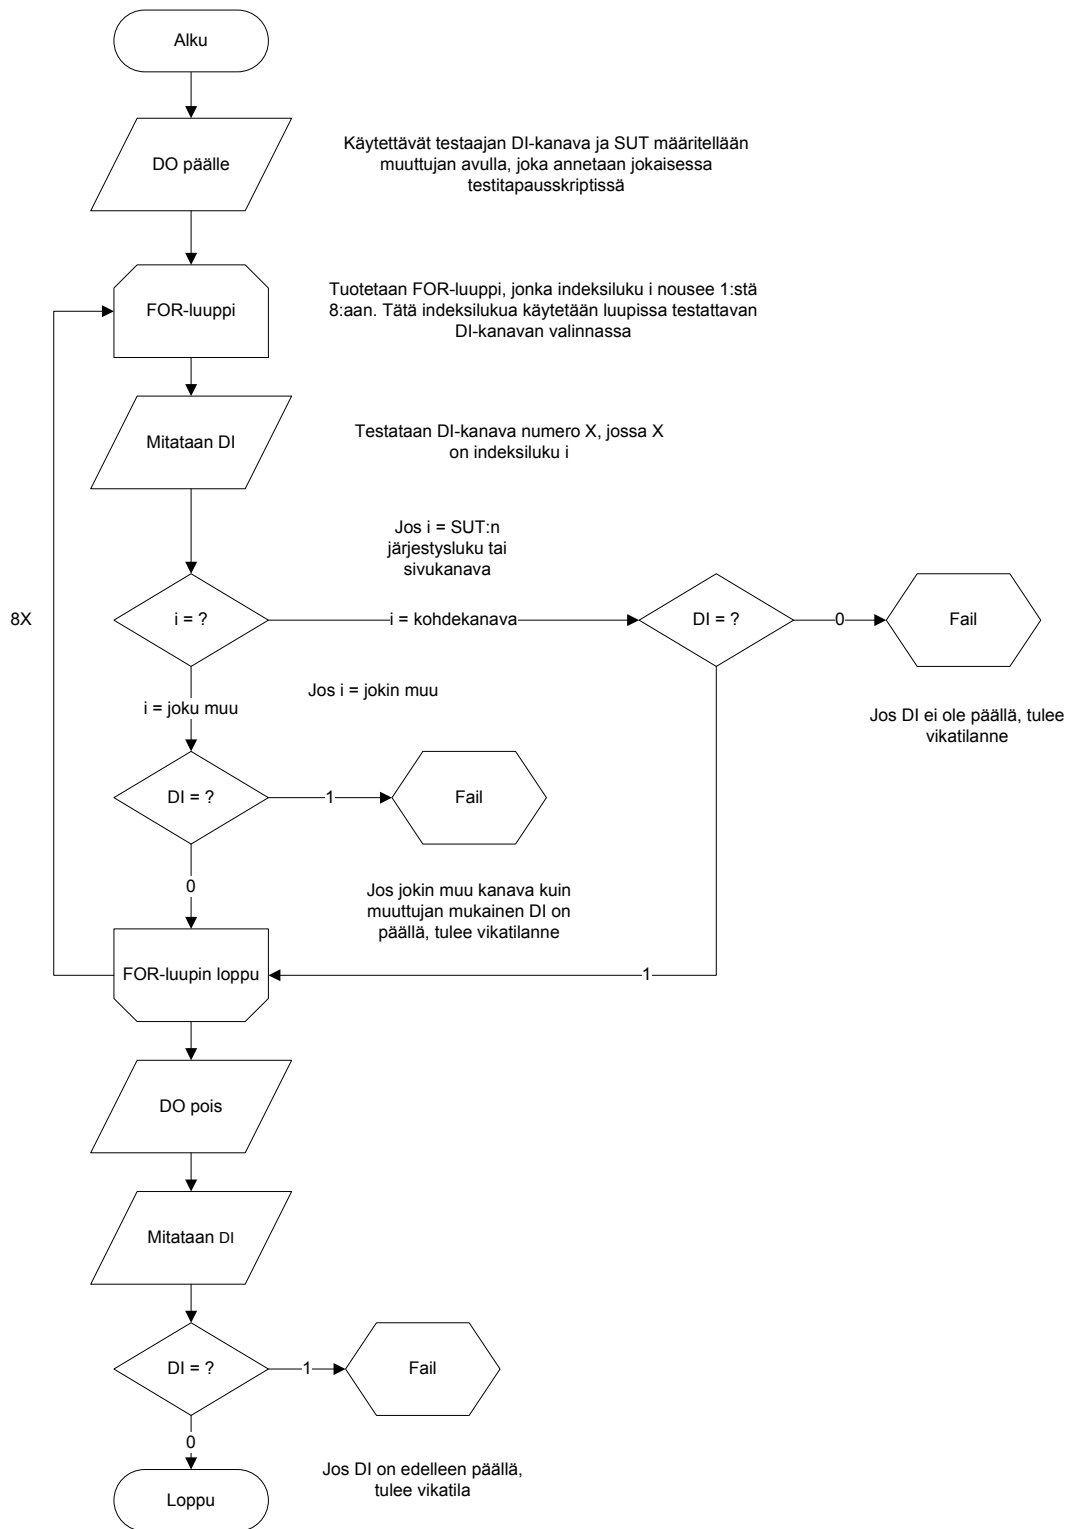 Alku
DO päälle
Käytettävät testaajan DI-kanava ja SUT määritellään
muuttujan avulla, joka annetaan jokaisessa
testitapausskriptissä
FOR-luuppi
Tuotetaan FOR-luuppi, jonka indeksiluku i nousee 1:stä
8:aan. Tätä indeksilukua käytetään luupissa testattavan
DI-kanavan valinnassa
Mitataan DI
Testataan DI-kanava numero X, jossa X
on indeksiluku i
Jos i = SUT:n
järjestysluku tai
sivukanava
8X
i = ?
i = kohdekanava
DI = ?
0
Fail
Jos i = jokin muu
i = joku muu
Jos DI ei ole päällä, tulee
vikatilanne
DI = ?
1
Fail
0
Jos jokin muu kanava kuin
muuttujan mukainen DI on
päällä, tulee vikatilanne
FOR-luupin loppu
1
DO pois
Mitataan DI
DI = ?
1
Fail
0
Jos DI on edelleen päällä,
tulee vikatila
Loppu